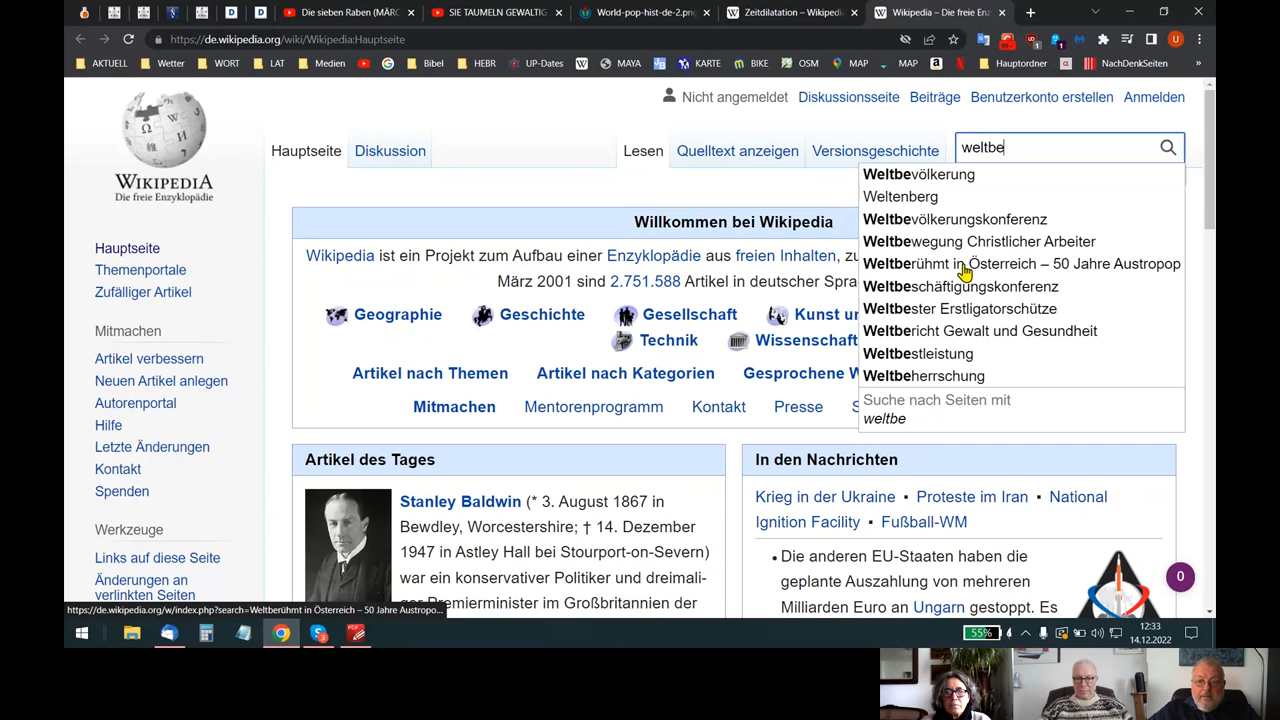 Die sieben Raben (MÄRC
SIE TAUMELN GEWALTIG
World-pop-hist-de-2.png
Zeitdilatation – Wikipedi
Wikipedia – Die freie Enz
https://de.wikipedia.org/wiki/Wikipedia:Hauptseite
AKTUELL Wetter WORT LAT Medien Bibel HEBR UP-Dates MAYA KARTE BIKE OSM MAP MAP Hauptordner NachDenkSeiten »
Nicht angemeldet Diskussionsseite Beiträge Benutzerkonto erstellen Anmelden
Hauptseite Diskussion Lesen Quelltext anzeigen Versionsgeschichte weltbe
WIKIPEDIA
Die freie Enzyklopädie
Hauptseite
Themenportale
Zufälliger Artikel
Mitmachen
Artikel verbessern
Neuen Artikel anlegen
Autorenportal
Hilfe
Letzte Änderungen
Kontakt
Spenden
Werkzeuge
Links auf diese Seite
Änderungen an
verlinkten Seiten
Weltbevölkerung
Weltenberg
Weltbevölkerungskonferenz
Weltbewegung Christlicher Arbeiter
Weltberühmt in Österreich – 50 Jahre Austropop
Weltbeschäftigungskonferenz
Weltbester Erstligatorschütze
Weltbericht Gewalt und Gesundheit
Weltbestleistung
Weltbeherrschung
Suche nach Seiten mit
weltbe
Willkommen bei Wikipedia
Wikipedia ist ein Projekt zum Aufbau einer Enzyklopädie aus freien Inhalten, zu
März 2001 sind 2.751.588 Artikel in deutscher Spra
Geographie Geschichte Gesellschaft Kunst un
Technik Wissenschaft
Artikel nach Themen Artikel nach Kategorien Gesprochene W
Mitmachen Mentorenprogramm Kontakt Presse S
Artikel des Tages
Stanley Baldwin (* 3. August 1867 in
Bewdley, Worcestershire; † 14. Dezember
1947 in Astley Hall bei Stourport-on-Severn)
war ein konservativer Politiker und dreimali-
ger Premierminister im Großbritannien der
In den Nachrichten
Krieg in der Ukraine ▪ Proteste im Iran ▪ National
Ignition Facility ▪ Fußball-WM
• Die anderen EU-Staaten haben die
geplante Auszahlung von mehreren
Milliarden Euro an Ungarn gestoppt. Es
0
https://de.wikipedia.org/w/index.php?search=Weltberühmt in Österreich – 50 Jahre Austropo...
55%
12:33
14.12.2022